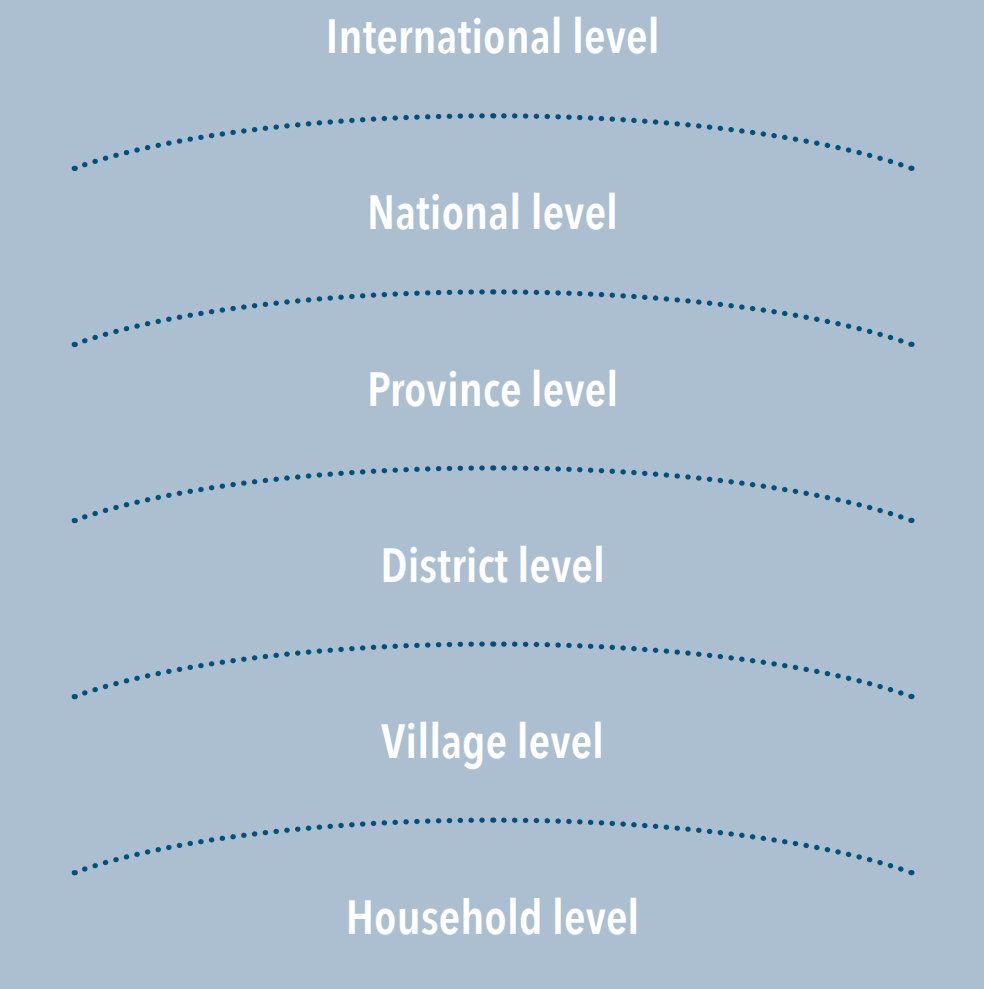 International level
National level
Province level
District level
Village level
Household level